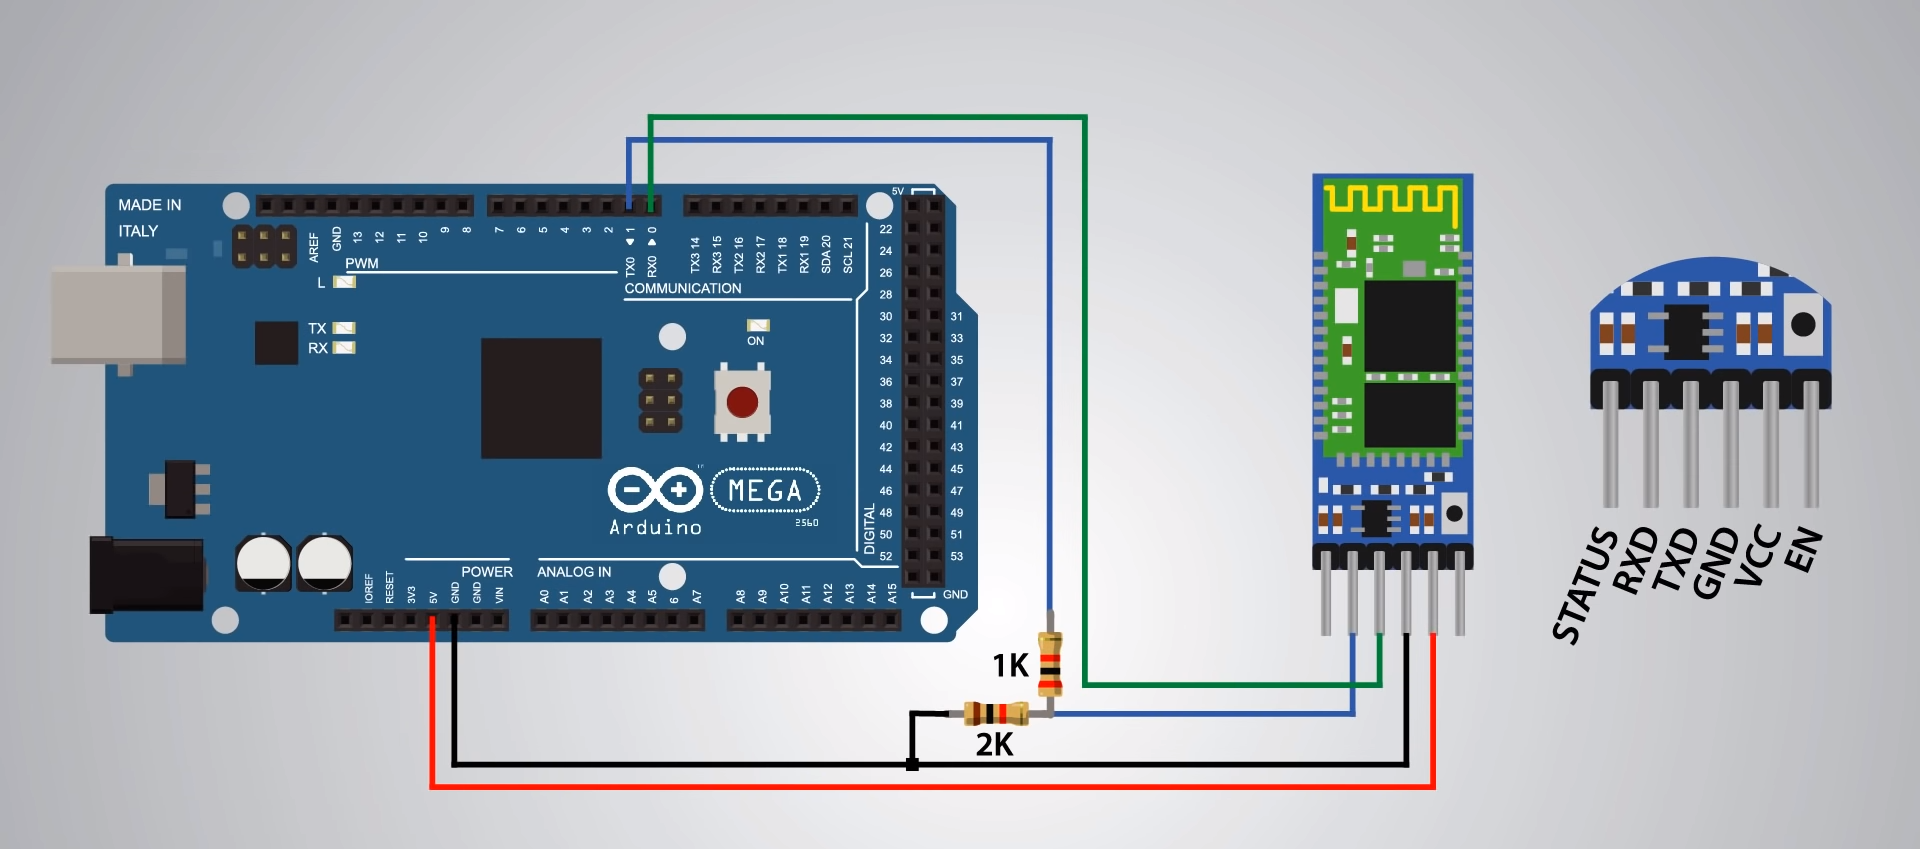 MADE IN
ITALY
AREF
GND
13
12
11
10
9
8
7
6
5
4
3
2
1
0
TX0
RX0
TX3 14
RX3 15
TX2 16
RX2 17
TX1 18
RX1 19
SDA 20
SCL 21
5V
PWM
COMMUNICATION
L
TX
RX
ON
22
24
26
28
30 31
32 33
34 35
36 37
38 39
40 41
42 43
44 45
46 47
48 49
50 51
52 53
DIGITAL
GND
Arduino
MEGA
2560
POWER
ANALOG IN
IOREF
RESET
3V3
5V
GND
GND
VIN
A0
A1
A2
A3
A4
A5
6
A7
A8
A9
A10
A11
A12
A13
A14
A15
1K
2K
STATUS
RXD
TXD
GND
VCC
EN